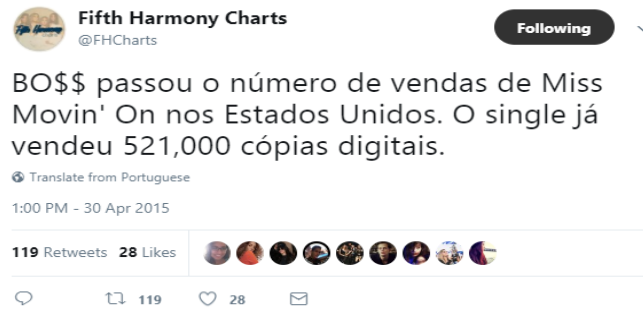 Fifth Harmony Charts
@FHCharts
Following
BO$$ passou o número de vendas de Miss
Movin' On nos Estados Unidos. O single já
vendeu 521,000 cópias digitais.
Translate from Portuguese
1:00 PM - 30 Apr 2015
119 Retweets 28 Likes
119 28